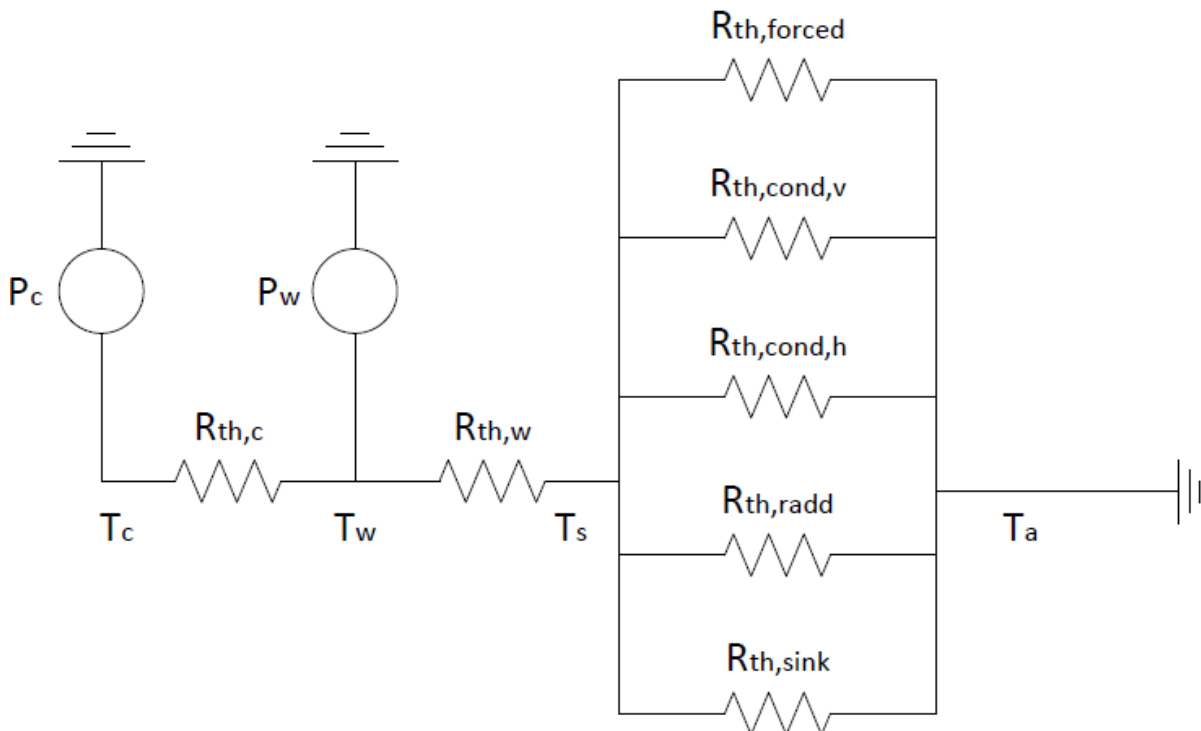 Rth,forced
Rth,cond,v
Pc
Pw
Rth,cond,h
Rth,c
Rth,w
Rth,radd
Tc
Tw
Ts
Ta
Rth,sink